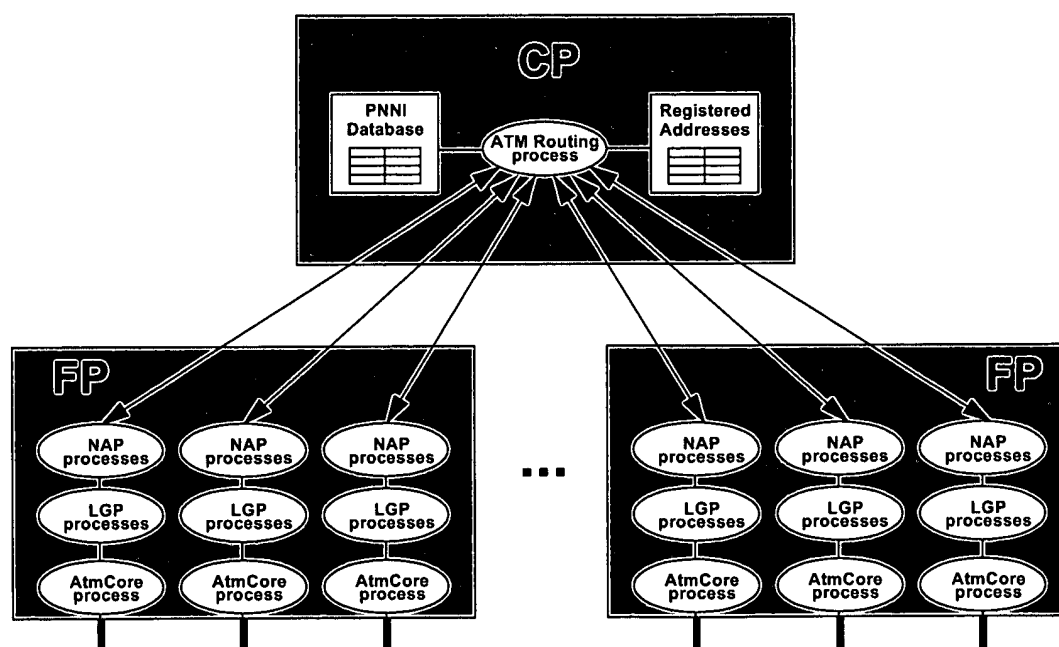 CP
PNNI
Database
ATM Routing
process
Registered
Addresses
FP
NAP
processes
NAP
processes
NAP
processes
LGP
processes
LGP
processes
LGP
processes
AtmCore
process
AtmCore
process
AtmCore
process
...
FP
NAP
processes
NAP
processes
NAP
processes
LGP
processes
LGP
processes
LGP
processes
AtmCore
process
AtmCore
process
AtmCore
process